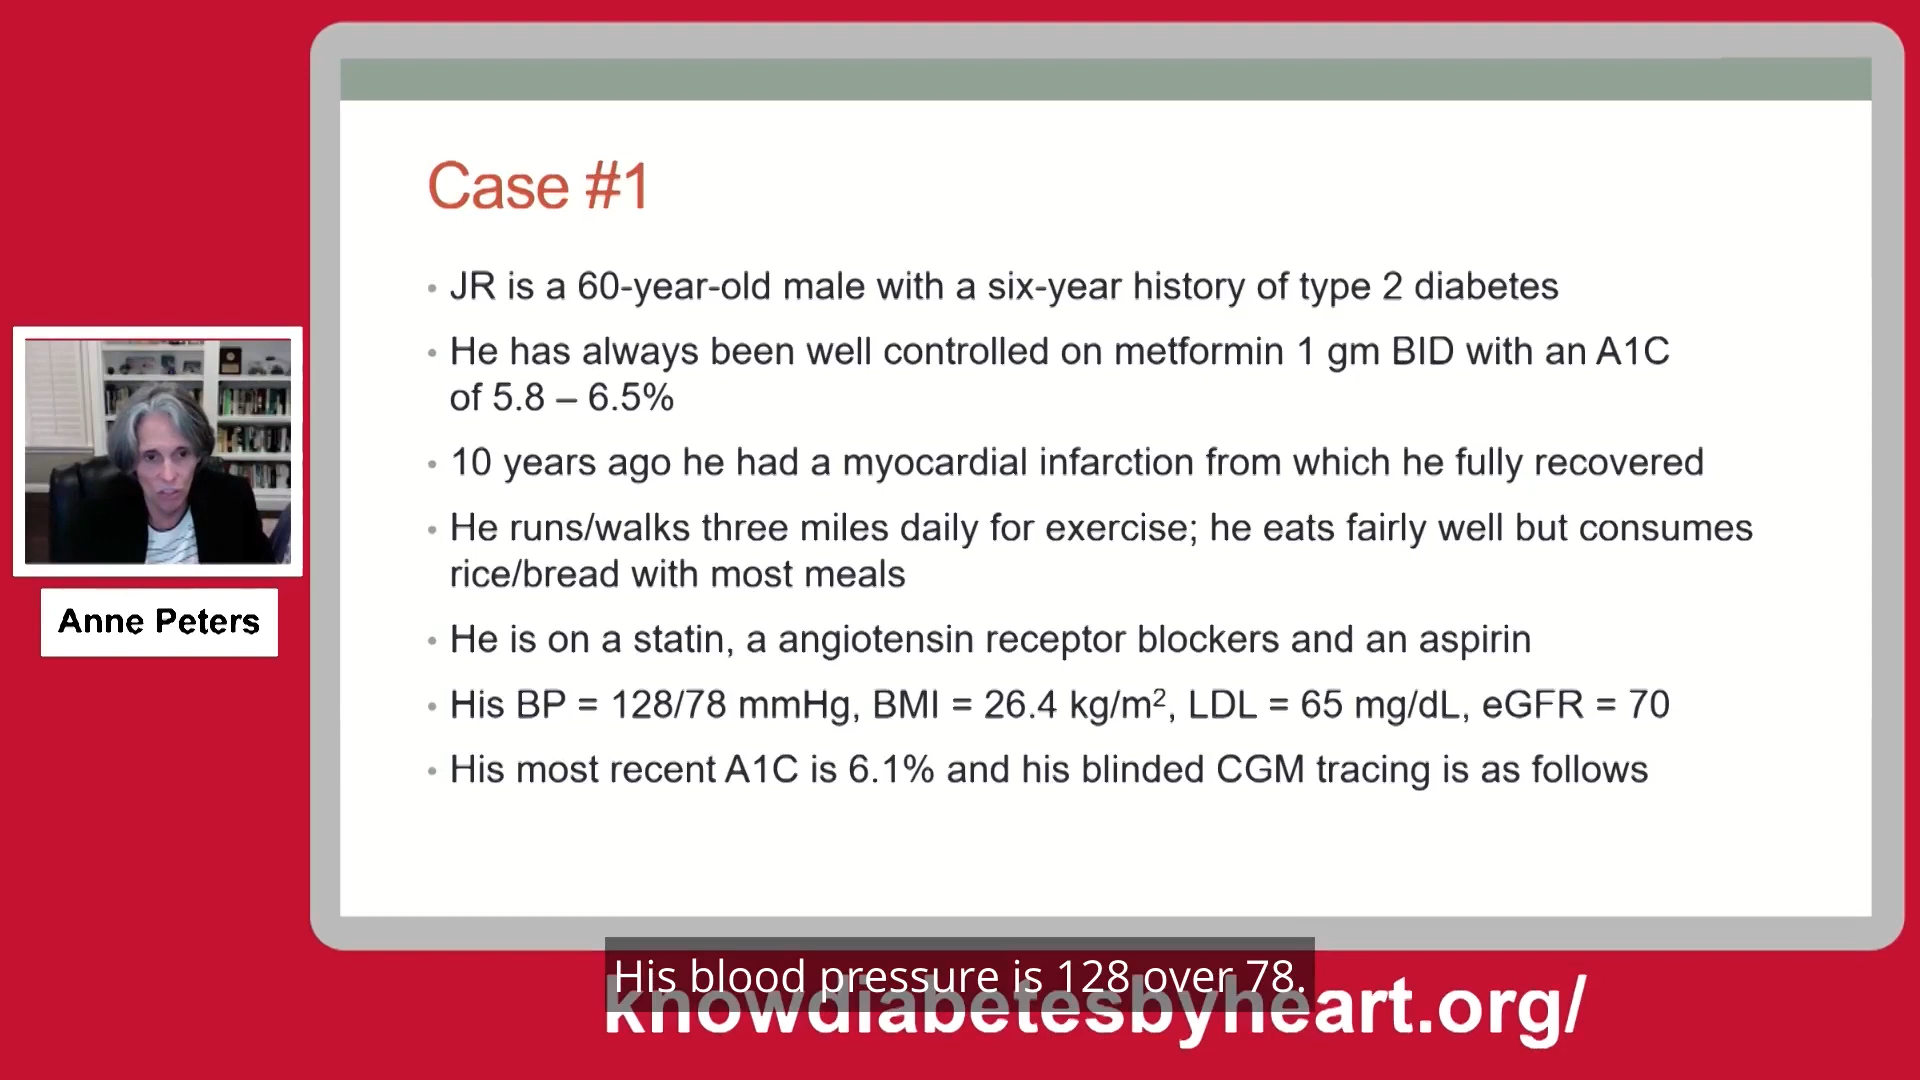 Case #1
• JR is a 60-year-old male with a six-year history of type 2 diabetes
• He has always been well controlled on metformin 1 gm BID with an A1C
of 5.8 – 6.5%
• 10 years ago he had a myocardial infarction from which he fully recovered
• He runs/walks three miles daily for exercise; he eats fairly well but consumes
rice/bread with most meals
• He is on a statin, a angiotensin receptor blockers and an aspirin
• His BP = 128/78 mmHg, BMI = 26.4 kg/m², LDL = 65 mg/dL, eGFR = 70
• His most recent A1C is 6.1% and his blinded CGM tracing is as follows
Anne Peters
His blood pressure is 128 over 78.
knowdiabetesbyheart.org/